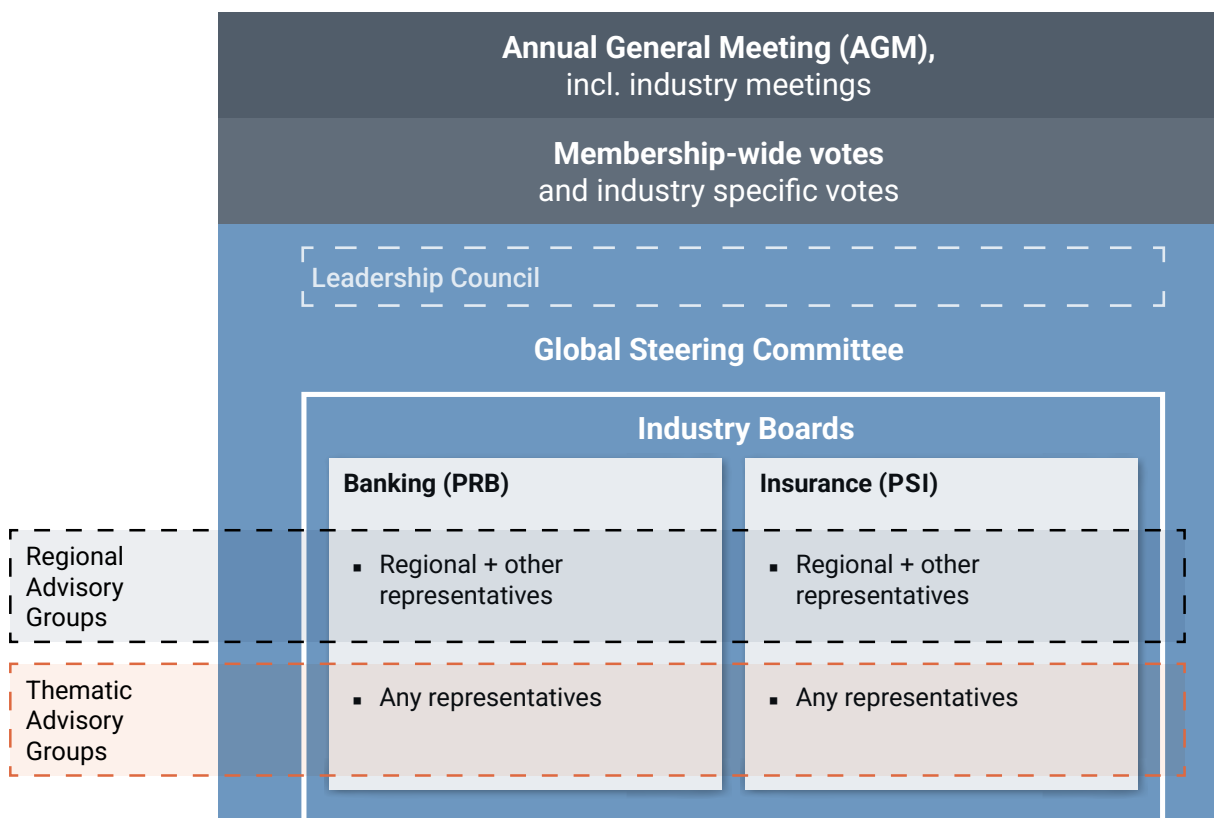 Annual General Meeting (AGM),
incl. industry meetings
Membership-wide votes
and industry specific votes
Leadership Council
Global Steering Committee
Industry Boards
Banking (PRB)
Insurance (PSI)
Regional
Advisory
Groups
▪ Regional + other
representatives
▪ Regional + other
representatives
Thematic
Advisory
Groups
▪ Any representatives
▪ Any representatives